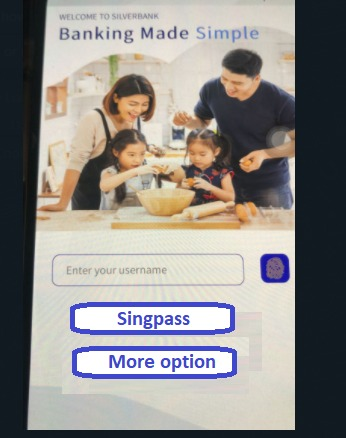 WELCOME TO SILVERBANK
Banking Made Simple
Enter your username
Singpass
More option